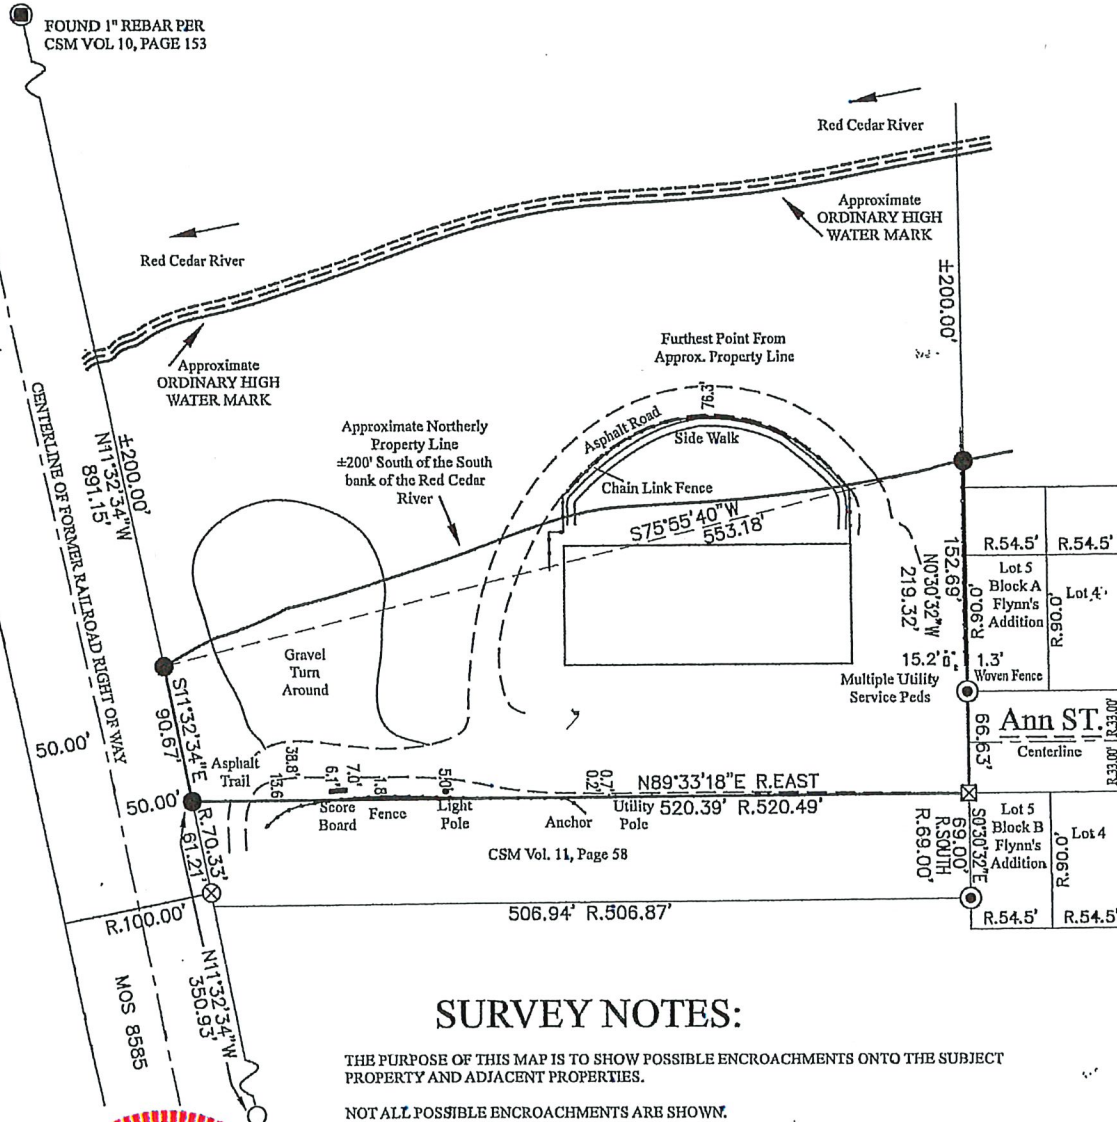 FOUND 1" REBAR PER
CSM VOL 10, PAGE 153
Red Cedar River
Approximate
ORDINARY HIGH
WATER MARK
Red Cedar River
±200.00'
Approximate
ORDINARY HIGH
WATER MARK
Furthest Point From
Approx. Property Line
76.3'
Asphalt Road
Side Walk
Chain Link Fence
Approximate Northerly
Property Line
±200' South of the South
bank of the Red Cedar
River
CENTERLINE OF FORMER RAILROAD RIGHT OF WAY
±200.00'
N11°32'34"W
891.15'
S75°55'40"W
553.18'
152.69'
N0°30'32"W
219.32'
R.54.5'
R.54.5'
Lot 5
Block A
Flynn's
Addition
R.90.0'
R.90.0'
Lot 4
15.2'
1.3'
Multiple Utility
Service Peds
Woven Fence
Gravel
Turn
Around
S11°32'34"E
90.67'
50.00'
66.63'
Ann ST.
Centerline
R.33.00'
R.33.00'
Asphalt
Trail
38.8'
15.6
6.1'
7.0'
1.8'
5.0'
0.2'
0.7'
50.00'
Score
Board
Fence
Light
Pole
Anchor
Utility
Pole
N89°33'18"E R.EAST
520.39' R.520.49'
CSM Vol. 11, Page 58
R.70.33'
61.21'
S0°30'32"E
69.00'
R.SOUTH
R.69.00'
Lot 5
Block B
Flynn's
Addition
R.90.0'
Lot 4
R.54.5'
R.54.5'
R.100.00'
506.94' R.506.87'
N11°32'34"W
350.93'
MOS 8585
SURVEY NOTES:
THE PURPOSE OF THIS MAP IS TO SHOW POSSIBLE ENCROACHMENTS ONTO THE SUBJECT
PROPERTY AND ADJACENT PROPERTIES.
NOT ALL POSSIBLE ENCROACHMENTS ARE SHOWN.